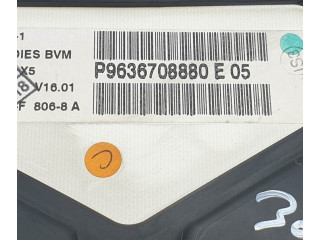 -1
DIES BVM
X5
P9636708880 E 05
V16.01
F 806-8 A
C